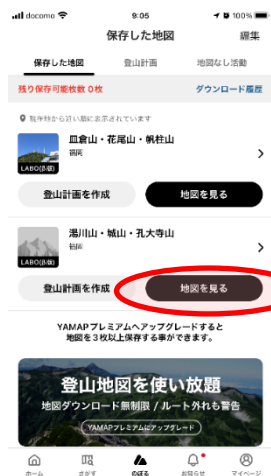 docomo 9:05 100%
保存した地図 編集
保存した地図 登山計画 地図なし活動
残り保存可能枚数 0枚 ダウンロード履歴
現在地から近い順に表示されています
皿倉山・花尾山・帆柱山
福岡
LABO(β版)
登山計画を作成 地図を見る
湯川山・城山・孔大寺山
福岡
LABO(β版)
登山計画を作成 地図を見る
YAMAPプレミアムへアップグレードすると
地図を3枚以上保存する事ができます。
登山地図を使い放題
地図ダウンロード無制限 / ルート外れも警告
YAMAPプレミアムにアップグレード
ホーム さがす のぼる お知らせ マイページ